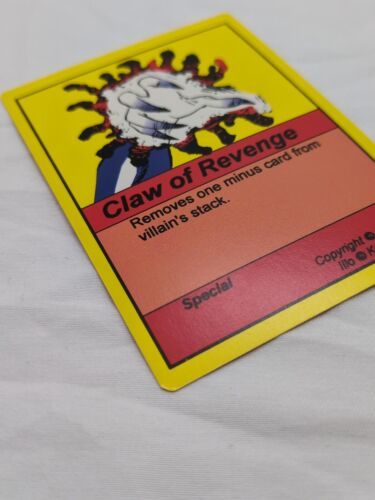 Claw of Revenge
Removes one minus card from
villain's stack.
Special
Copyright
illo